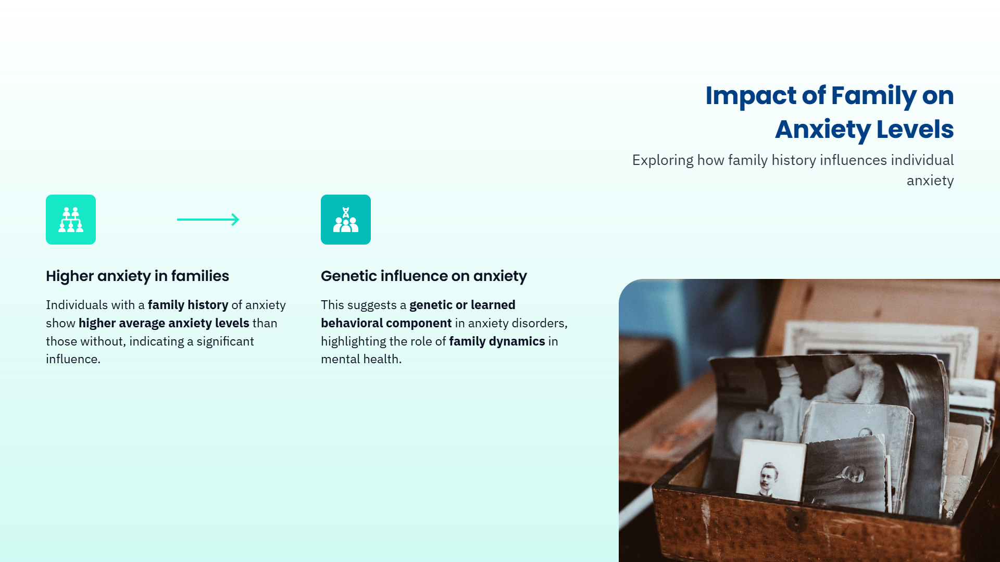 Impact of Family on
Anxiety Levels
Exploring how family history influences individual
anxiety
Higher anxiety in families
Individuals with a family history of anxiety
show higher average anxiety levels than
those without, indicating a significant
influence.
Genetic influence on anxiety
This suggests a genetic or learned
behavioral component in anxiety disorders,
highlighting the role of family dynamics in
mental health.